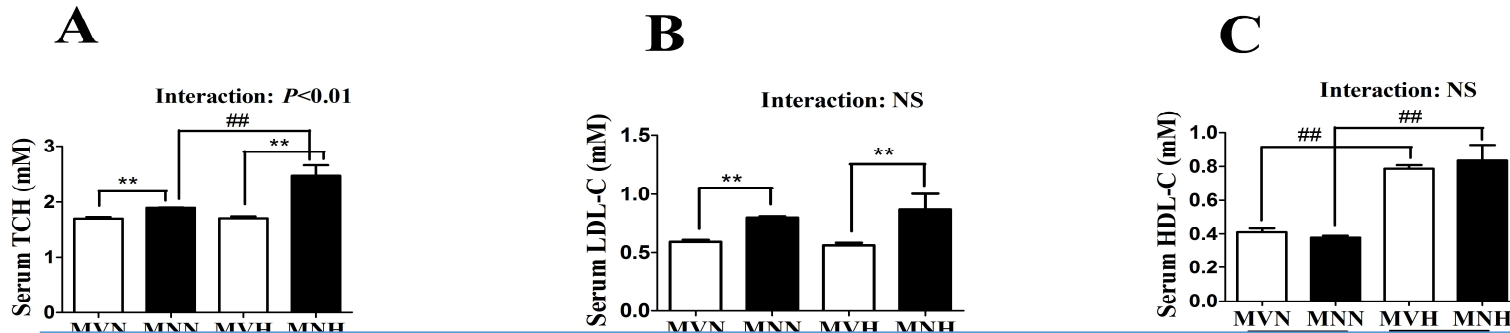 A
Interaction: P<0.01
##
**
**
Serum TCH (mM)
3
2
1
0
MVN MNN MVH MNH
B
Interaction: NS
**
**
Serum LDL-C (mM)
1.5
1.0
0.5
0.0
MVN MNN MVH MNH
C
Interaction: NS
##
##
Serum HDL-C (mM)
1.0
0.8
0.6
0.4
0.2
0.0
MVN MNN MVH MNH